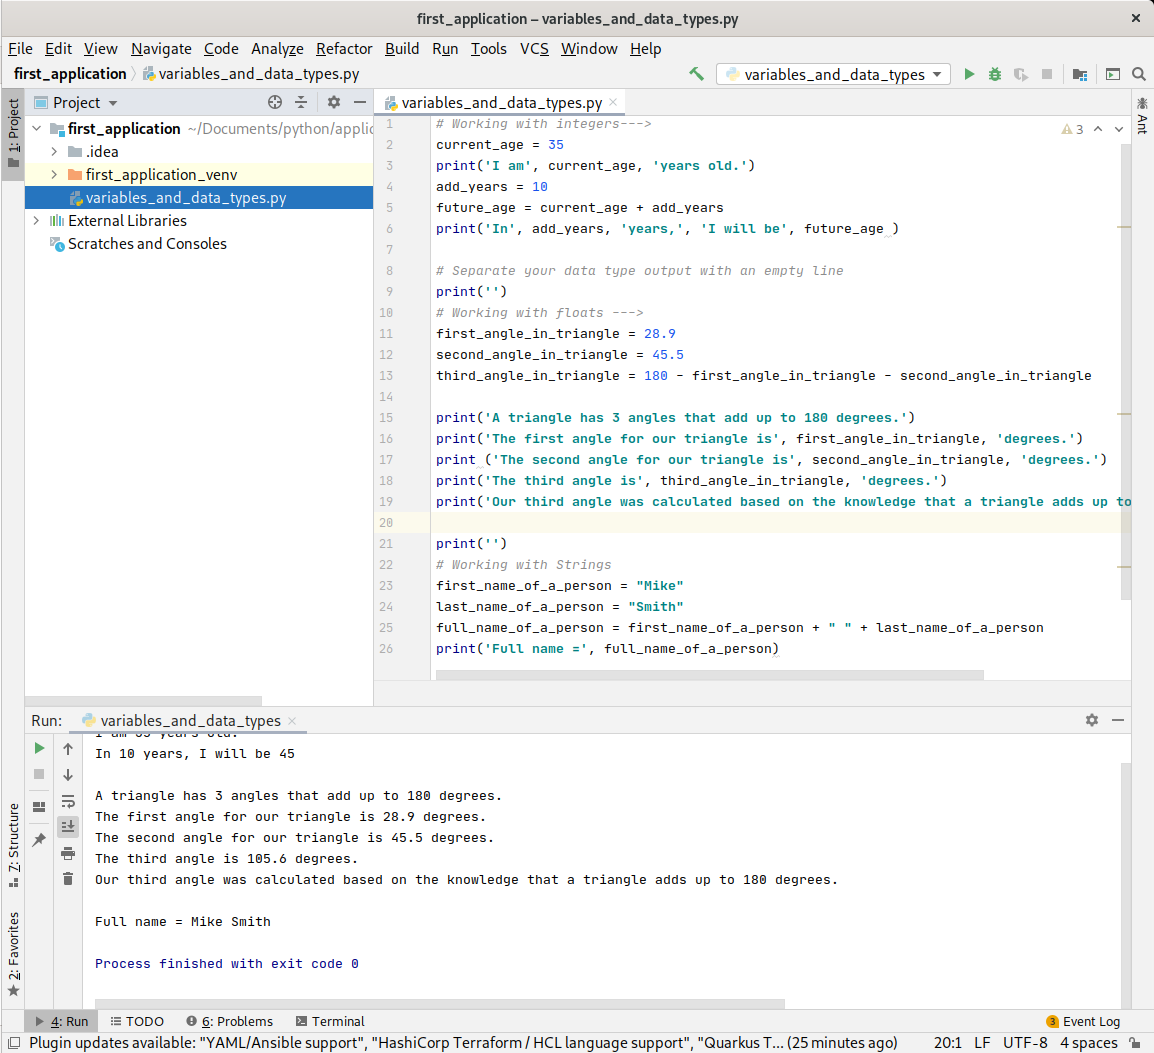 first_application – variables_and_data_types.py
File Edit View Navigate Code Analyze Refactor Build Run Tools VCS Window Help
first_application variables_and_data_types.py
variables_and_data_types
1: Project
Project
variables_and_data_types.py
Ant
first_application ~/Documents/python/applic
.idea
first_application_venv
variables_and_data_types.py
External Libraries
Scratches and Consoles
3
1 # Working with integers--->
2 current_age = 35
3 print('I am', current_age, 'years old.')
4 add_years = 10
5 future_age = current_age + add_years
6 print('In', add_years, 'years,', 'I will be', future_age )
7
8 # Separate your data type output with an empty line
9 print('')
10 # Working with floats --->
11 first_angle_in_triangle = 28.9
12 second_angle_in_triangle = 45.5
13 third_angle_in_triangle = 180 - first_angle_in_triangle - second_angle_in_triangle
14
15 print('A triangle has 3 angles that add up to 180 degrees.')
16 print('The first angle for our triangle is', first_angle_in_triangle, 'degrees.')
17 print ('The second angle for our triangle is', second_angle_in_triangle, 'degrees.')
18 print('The third angle is', third_angle_in_triangle, 'degrees.')
19 print('Our third angle was calculated based on the knowledge that a triangle adds up to
20
21 print('')
22 # Working with Strings
23 first_name_of_a_person = "Mike"
24 last_name_of_a_person = "Smith"
25 full_name_of_a_person = first_name_of_a_person + " " + last_name_of_a_person
26 print('Full name =', full_name_of_a_person)
Run: variables_and_data_types
I am 35 years old.
In 10 years, I will be 45
A triangle has 3 angles that add up to 180 degrees.
The first angle for our triangle is 28.9 degrees.
The second angle for our triangle is 45.5 degrees.
The third angle is 105.6 degrees.
Our third angle was calculated based on the knowledge that a triangle adds up to 180 degrees.
Full name = Mike Smith
Process finished with exit code 0
7: Structure
2: Favorites
4: Run TODO 6: Problems Terminal 3 Event Log
Plugin updates available: "YAML/Ansible support", "HashiCorp Terraform / HCL language support", "Quarkus T... (25 minutes ago) 20:1 LF UTF-8 4 spaces